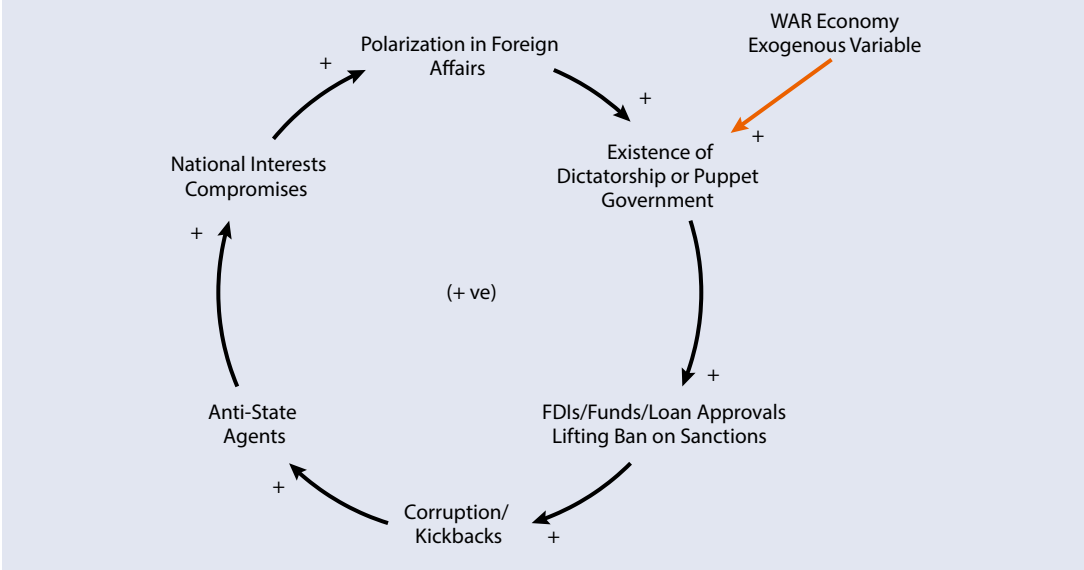 WAR Economy
Exogenous Variable
Polarization in Foreign
Affairs
+
+
+
Existence of
Dictatorship or Puppet
Government
National Interests
Compromises
+
(+ ve)
+
FDIs/Funds/Loan Approvals
Lifting Ban on Sanctions
Anti-State
Agents
+
Corruption/
Kickbacks
+